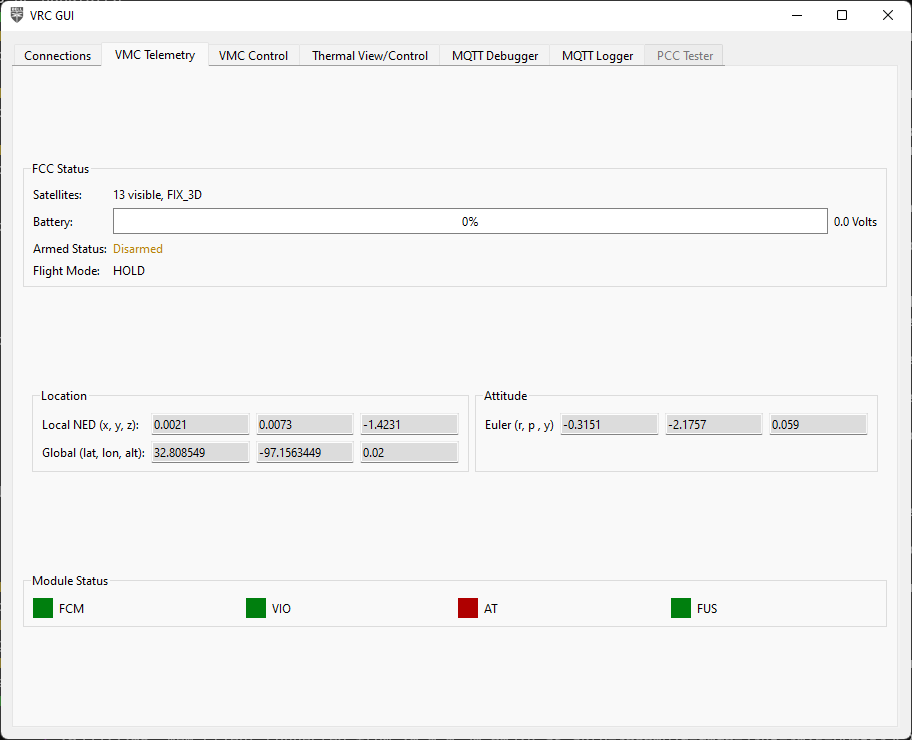 VRC GUI
Connections VMC Telemetry VMC Control Thermal View/Control MQTT Debugger MQTT Logger PCC Tester
FCC Status
Satellites: 13 visible, FIX_3D
Battery: 0% 0.0 Volts
Armed Status: Disarmed
Flight Mode: HOLD
Location Attitude
Local NED (x, y, z): 0.0021 0.0073 -1.4231 Euler (r, p , y) -0.3151 -2.1757 0.059
Global (lat, lon, alt): 32.808549 -97.1563449 0.02
Module Status
FCM VIO AT FUS